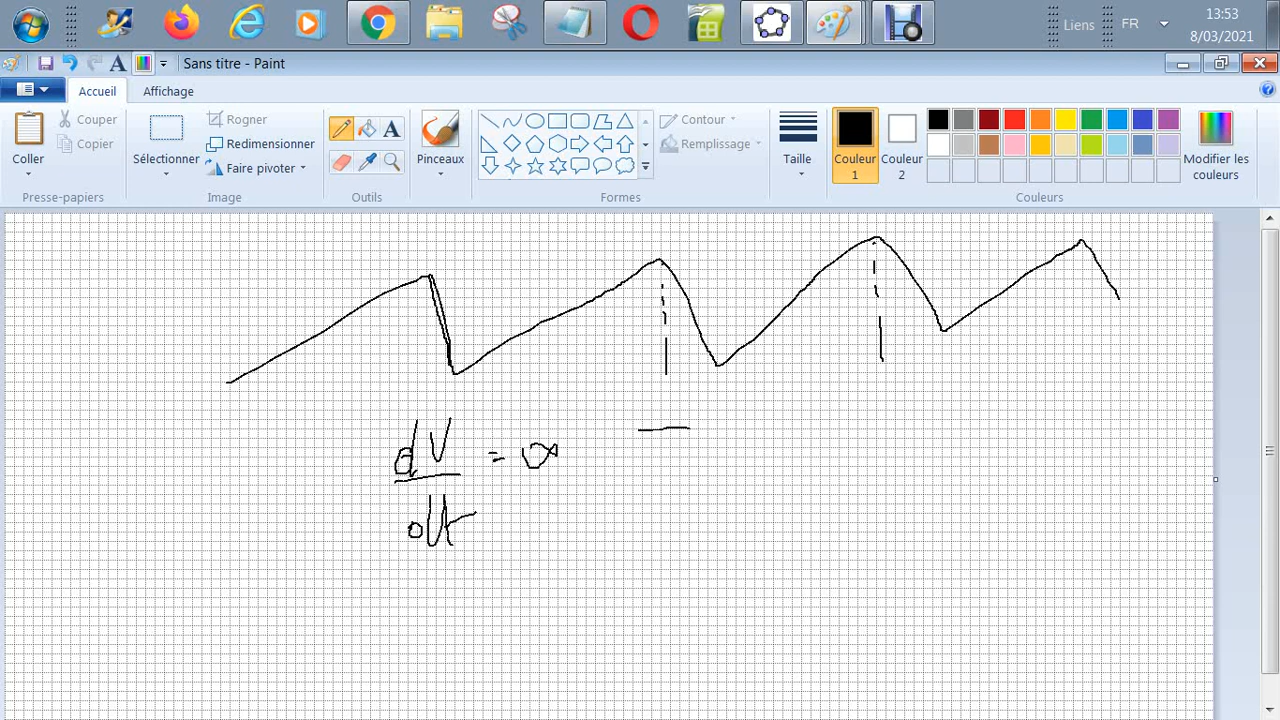 Liens
FR
13:53
8/03/2021
Sans titre - Paint
Accueil
Affichage
Coller
Couper
Copier
Presse-papiers
Sélectionner
Rogner
Redimensionner
Faire pivoter
Image
A
Outils
Pinceaux
Contour
Remplissage
Formes
Taille
Couleur 1
Couleur 2
Modifier les couleurs
Couleurs
dV
= ∞
dt